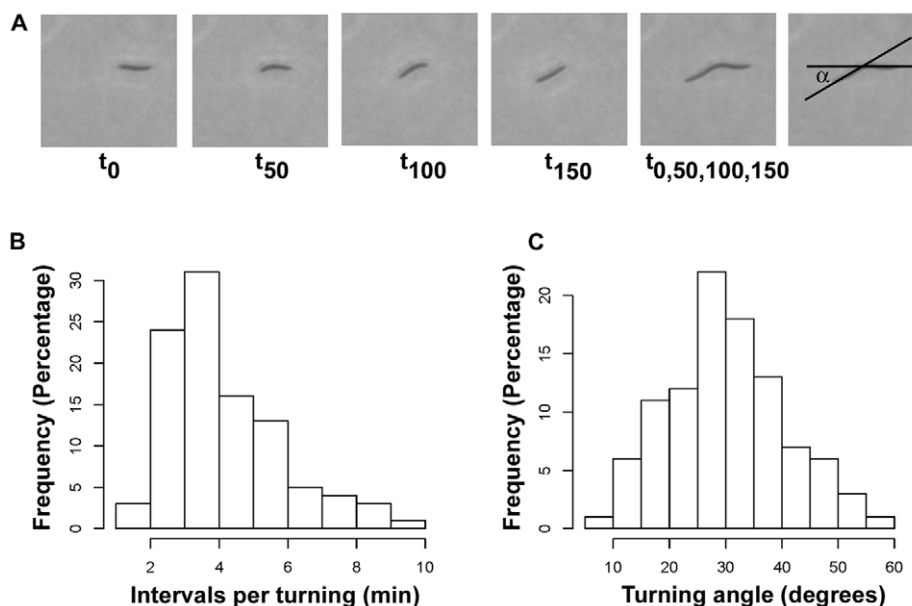 A
α
t0
t50
t100
t150
t0,50,100,150
B
Frequency (Percentage)
0
5
10
15
20
25
30
2
4
6
8
10
Intervals per turning (min)
C
Frequency (Percentage)
0
5
10
15
20
10
20
30
40
50
60
Turning angle (degrees)